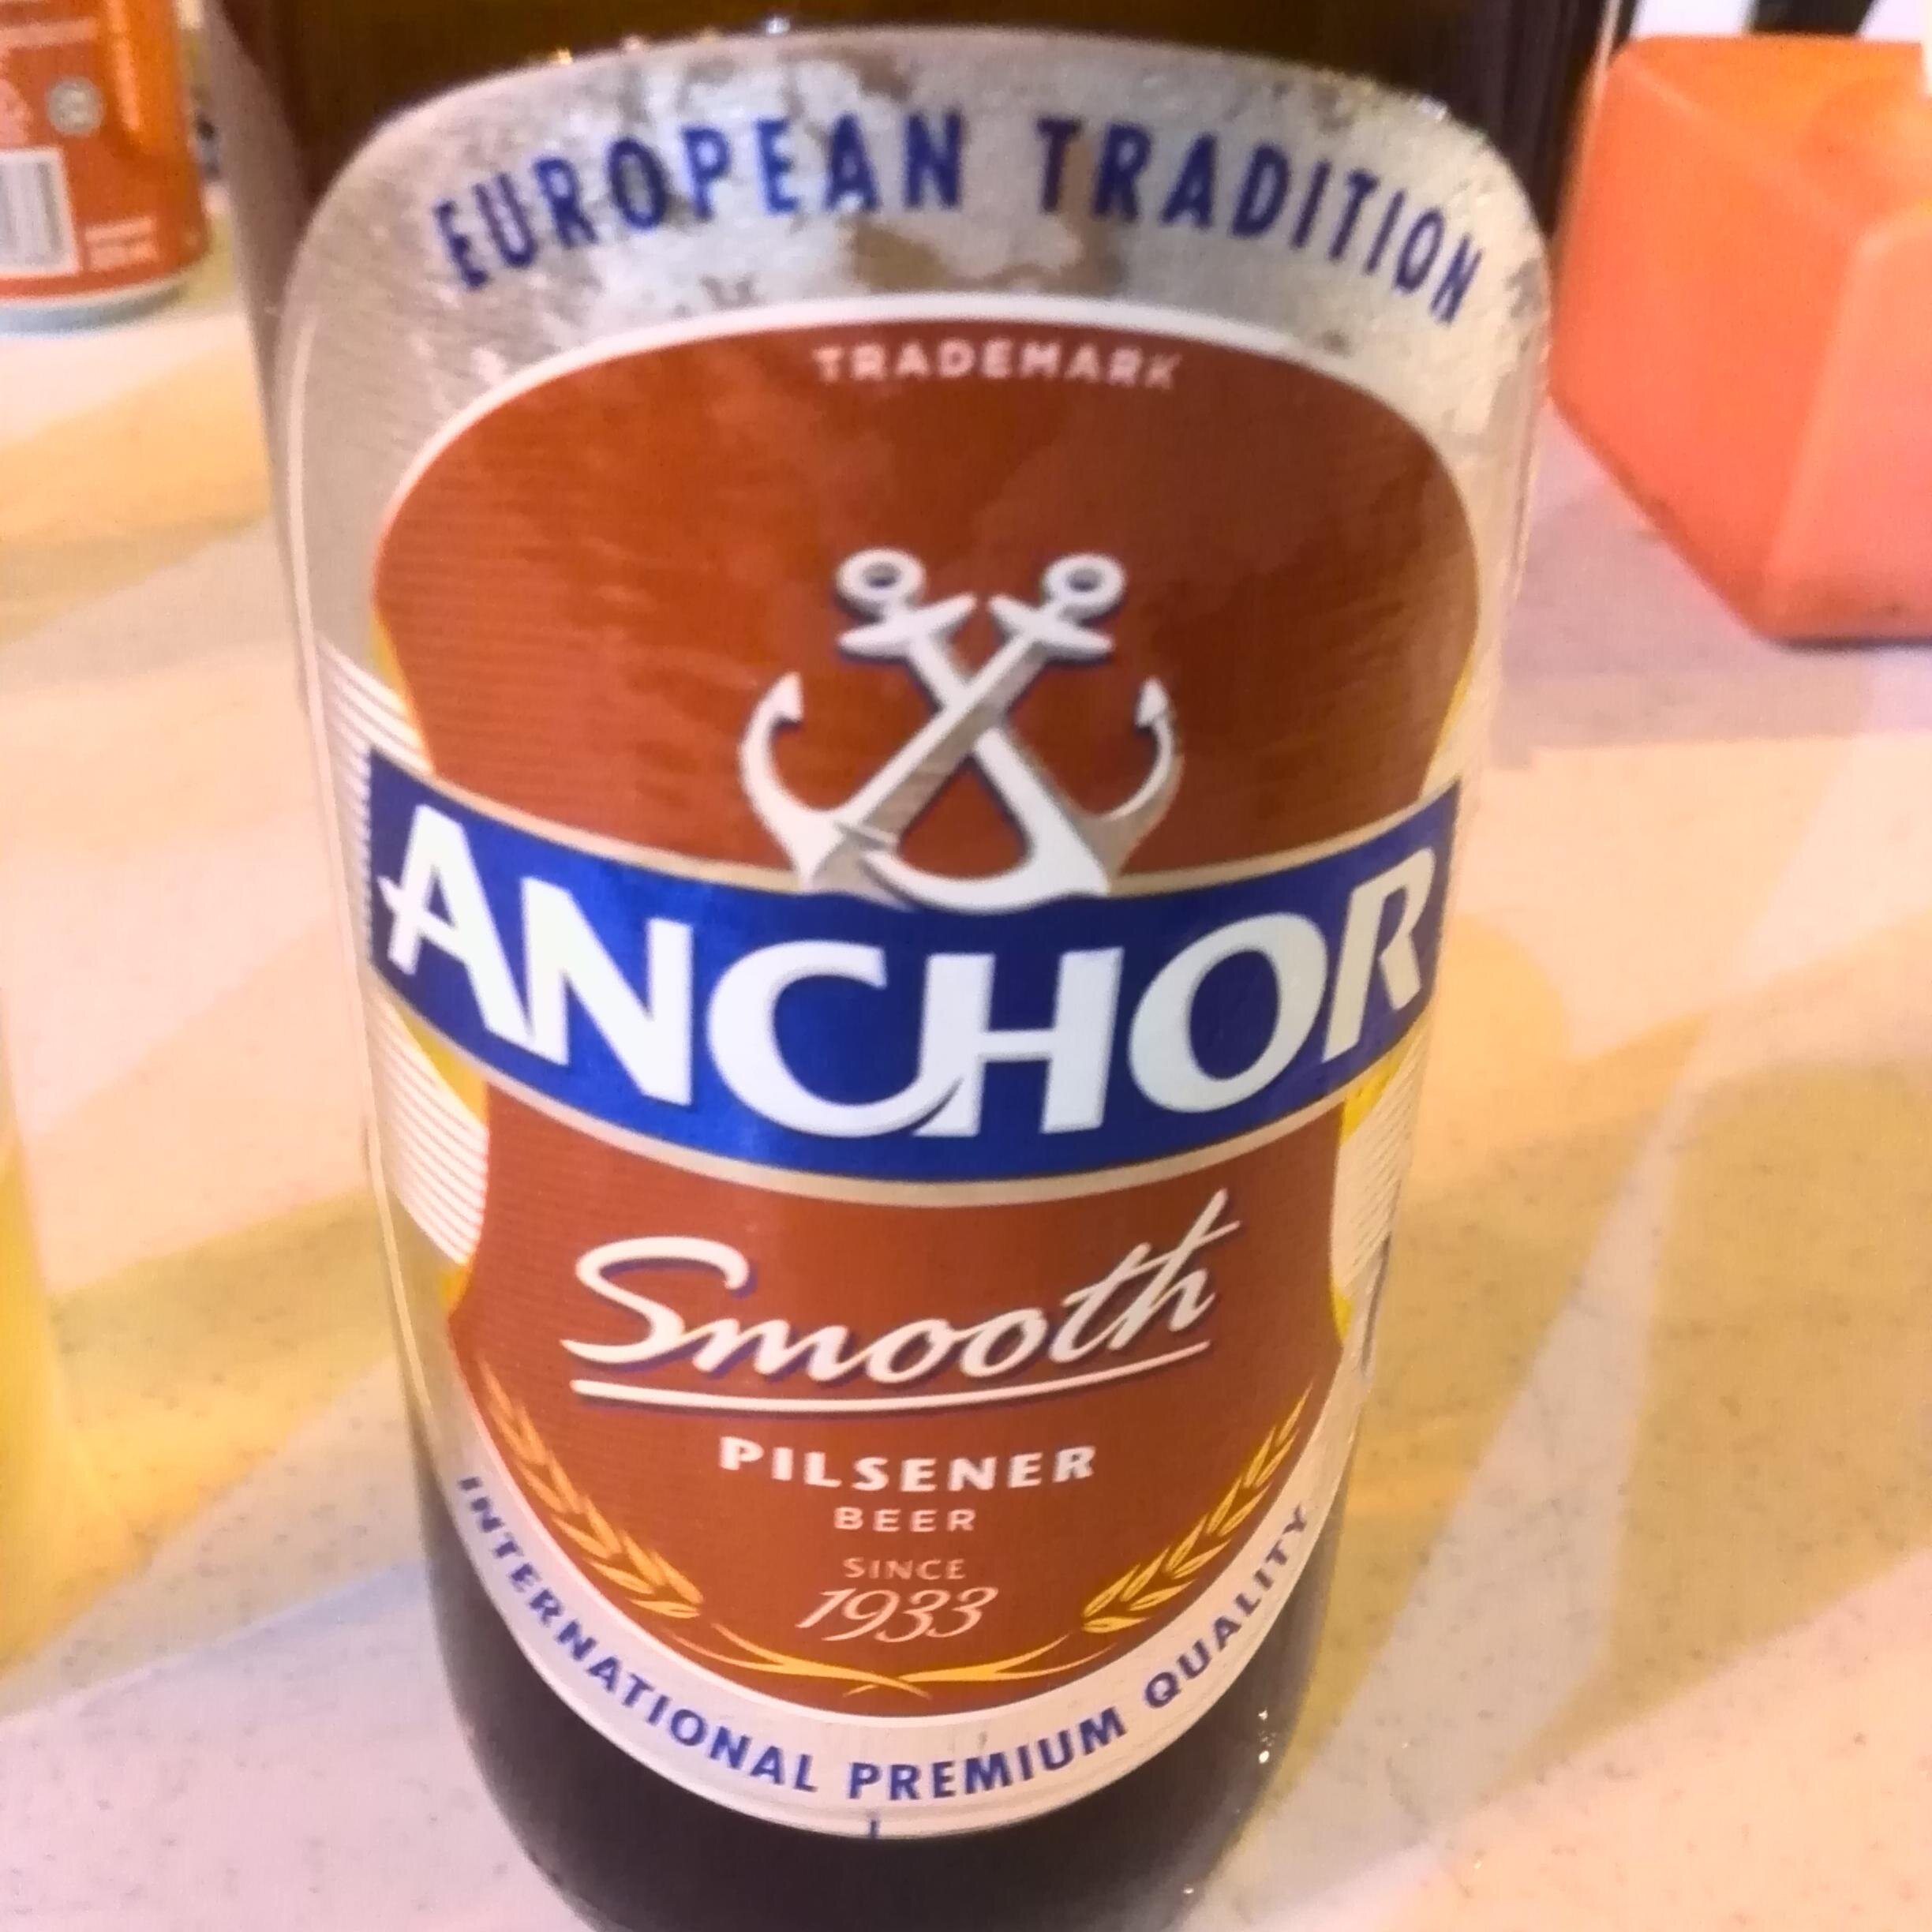 EUROPEAN TRADITION
TRADEMARK
ANCHOR
Smooth
PILSENER
BEER
SINCE
1933
INTERNATIONAL PREMIUM QUALITY